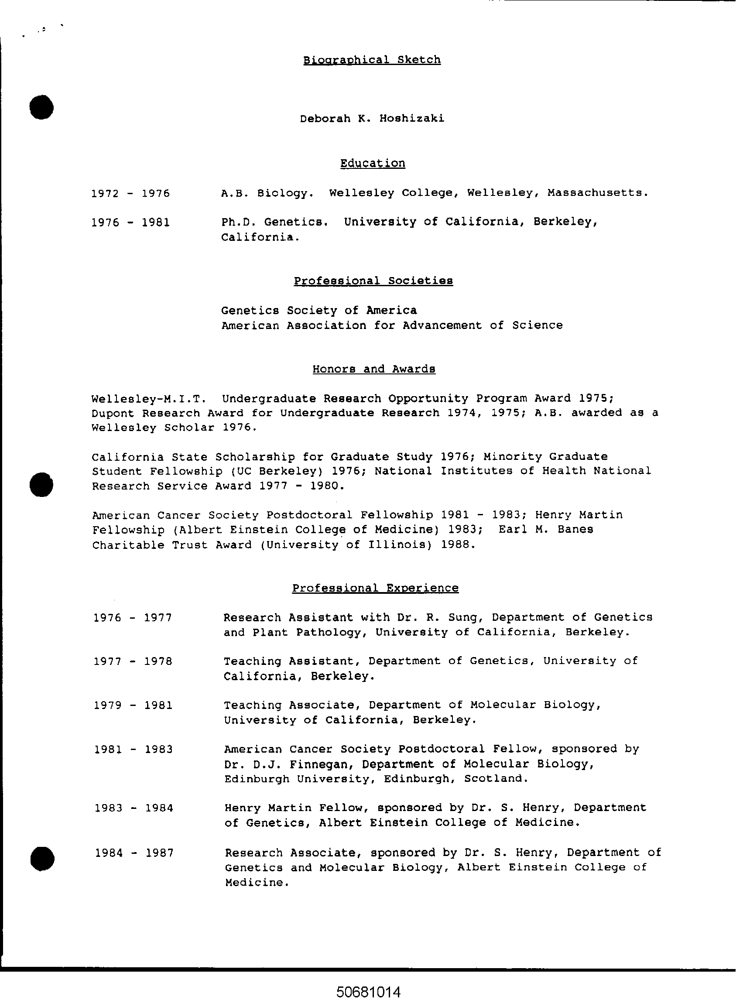 Biographical Sketch
Deborah K. Hoshizaki
Education
1972 - 1976 A.B. Biology. Wellesley College, Wellesley, Massachusetts.
1976 - 1981 Ph.D. Genetics. University of California, Berkeley,
California.
Professional Societies
Genetics Society of America
American Association for Advancement of Science
Honors and Awards
Wellesley-M.I.T. Undergraduate Research Opportunity Program Award 1975;
Dupont Research Award for Undergraduate Research 1974, 1975; A.B. awarded as a
Wellesley Scholar 1976.
California State Scholarship for Graduate Study 1976; Minority Graduate
Student Fellowship (UC Berkeley) 1976; National Institutes of Health National
Research Service Award 1977 - 1980.
American Cancer Society Postdoctoral Fellowship 1981 - 1983; Henry Martin
Fellowship (Albert Einstein College of Medicine) 1983; Earl M. Banes
Charitable Trust Award (University of Illinois) 1988.
Professional Experience
1976 - 1977 Research Assistant with Dr. R. Sung, Department of Genetics
and Plant Pathology, University of California, Berkeley.
1977 - 1978 Teaching Assistant, Department of Genetics, University of
California, Berkeley.
1979 - 1981 Teaching Associate, Department of Molecular Biology,
University of California, Berkeley.
1981 - 1983 American Cancer Society Postdoctoral Fellow, sponsored by
Dr. D.J. Finnegan, Department of Molecular Biology,
Edinburgh University, Edinburgh, Scotland.
1983 - 1984 Henry Martin Fellow, sponsored by Dr. S. Henry, Department
of Genetics, Albert Einstein College of Medicine.
1984 - 1987 Research Associate, sponsored by Dr. S. Henry, Department of
Genetics and Molecular Biology, Albert Einstein College of
Medicine.
50681014